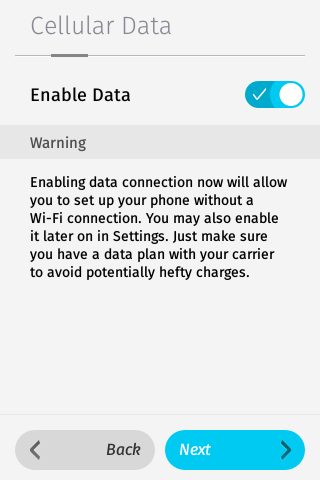 Cellular Data
Enable Data
Warning
Enabling data connection now will allow
you to set up your phone without a
Wi-Fi connection. You may also enable
it later on in Settings. Just make sure
you have a data plan with your carrier
to avoid potentially hefty charges.
Back
Next